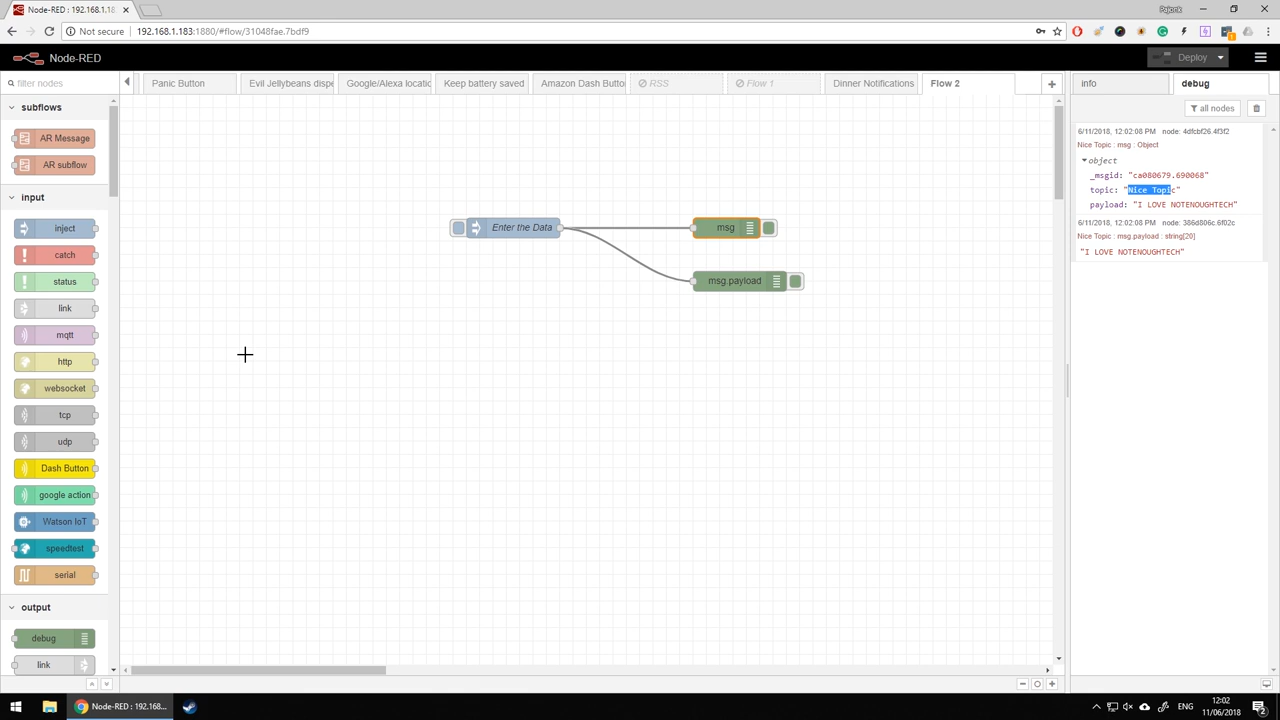 Node-RED : 192.168.1.18
Pajorek
Not secure
192.168.1.183:1880/#flow/31048fae.7bdf9
Node-RED
Deploy
filter nodes
Panic Button
Evil Jellybeans dispe
Google/Alexa locatio
Keep battery saved
Amazon Dash Butto
RSS
Flow 1
Dinner Notifications
Flow 2
info
debug
subflows
AR Message
AR subflow
input
inject
catch
status
link
mqtt
http
websocket
tcp
udp
Dash Button
google action
Watson IoT
speedtest
serial
output
debug
link
Enter the Data
msg
msg.payload
all nodes
6/11/2018, 12:02:08 PM node: 4dfcbf26.4f3f2
Nice Topic : msg : Object
object
_msgid: "ca080679.690068"
topic: "Nice Topic"
payload: "I LOVE NOTENOUGHTECH"
6/11/2018, 12:02:08 PM node: 386d806c.6f02c
Nice Topic : msg.payload : string[20]
"I LOVE NOTENOUGHTECH"
Node-RED : 192.168...
ENG
12:02
11/06/2018
2